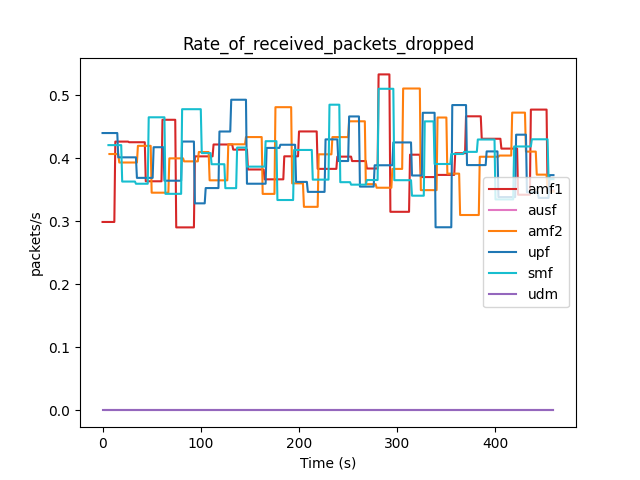 Rate_of_received_packets_dropped
packets/s
0.5
0.4
0.3
0.2
0.1
0.0
amf1
ausf
amf2
upf
smf
udm
0 100 200 300 400
Time (s)